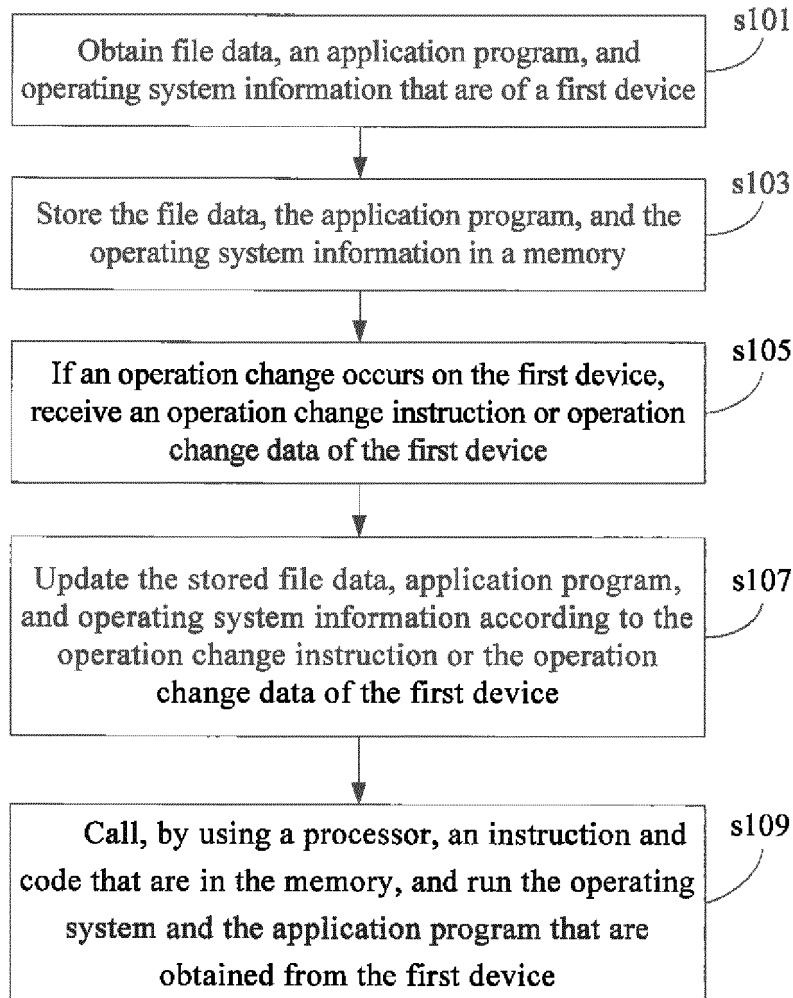 s101
Obtain file data, an application program, and
operating system information that are of a first device
s103
Store the file data, the application program, and the
operating system information in a memory
s105
If an operation change occurs on the first device,
receive an operation change instruction or operation
change data of the first device
s107
Update the stored file data, application program,
and operating system information according to the
operation change instruction or the operation
change data of the first device
s109
Call, by using a processor, an instruction and
code that are in the memory, and run the operating
system and the application program that are
obtained from the first device